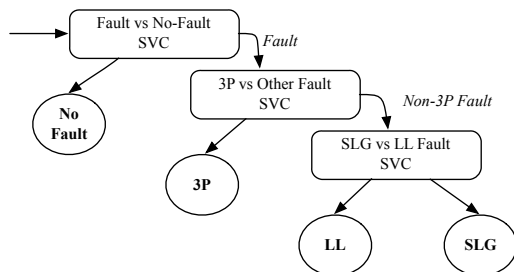 Fault vs No-Fault
SVC
Fault
No
Fault
3P vs Other Fault
SVC
Non-3P Fault
3P
SLG vs LL Fault
SVC
LL
SLG